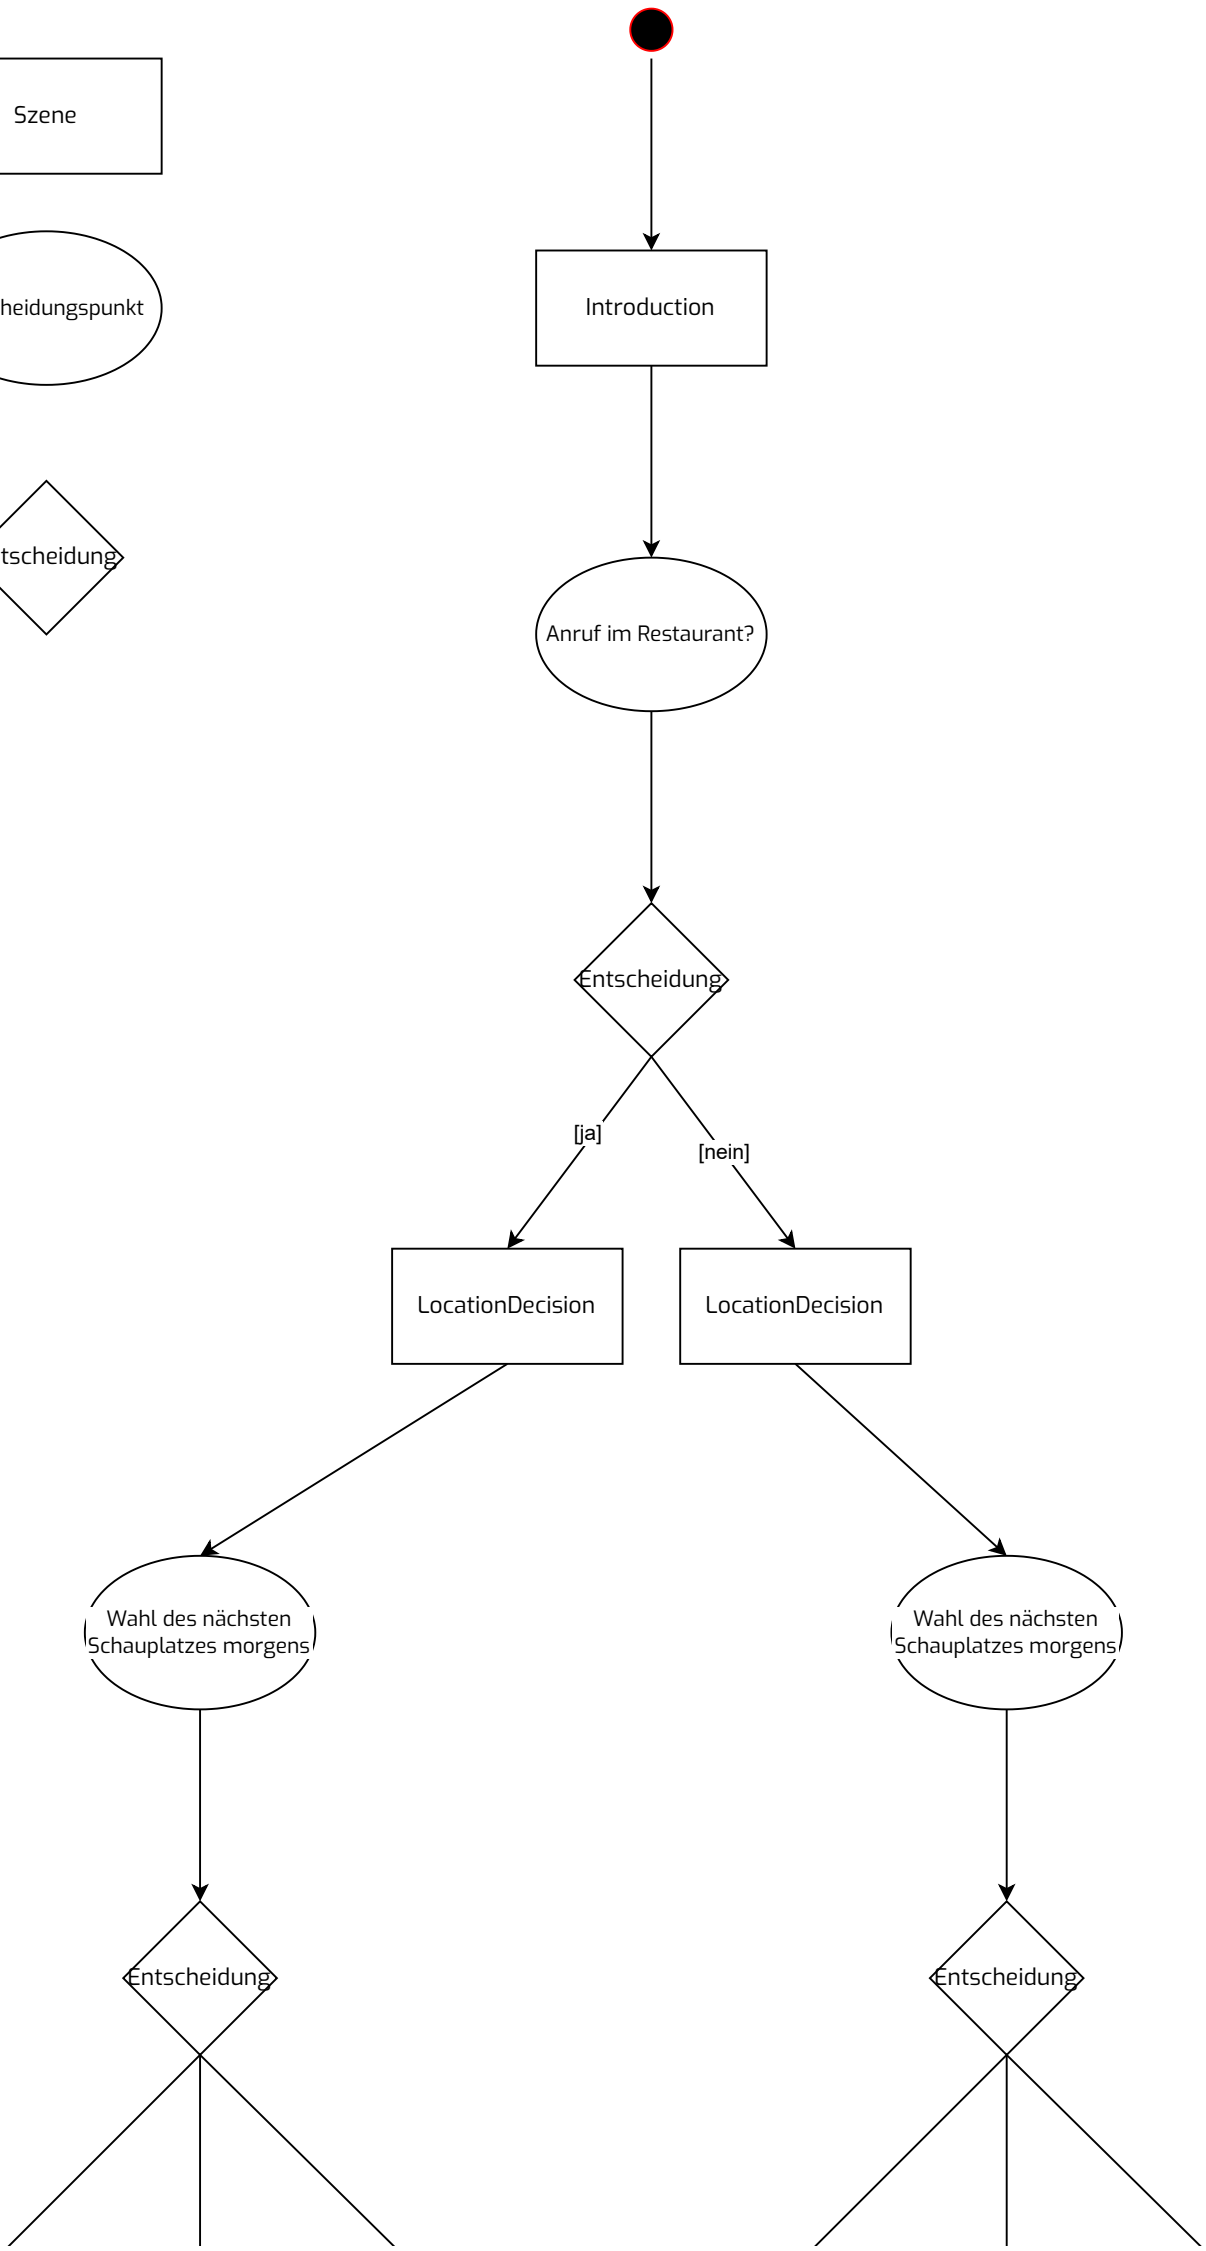 Szene
heidungspunkt
tscheidung
Introduction
Anruf im Restaurant?
Entscheidung
[ja]
[nein]
LocationDecision
LocationDecision
Wahl des nächsten
Schauplatzes morgens
Wahl des nächsten
Schauplatzes morgens
Entscheidung
Entscheidung